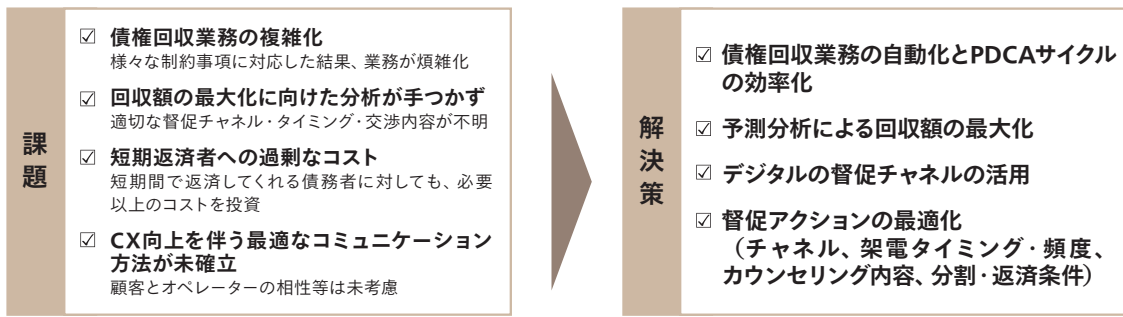 課題
☑ 債権回収業務の複雑化
様々な制約事項に対応した結果、業務が煩雑化
☑ 回収額の最大化に向けた分析が手つかず
適切な督促チャネル・タイミング・交渉内容が不明
☑ 短期返済者への過剰なコスト
短期間で返済してくれる債務者に対しても、必要
以上のコストを投資
☑ CX向上を伴う最適なコミュニケーション
方法が未確立
顧客とオペレーターの相性等は未考慮
解決策
☑ 債権回収業務の自動化とPDCAサイクル
の効率化
☑ 予測分析による回収額の最大化
☑ デジタルの督促チャネルの活用
☑ 督促アクションの最適化
（チャネル、架電タイミング・頻度、
カウンセリング内容、分割・返済条件）